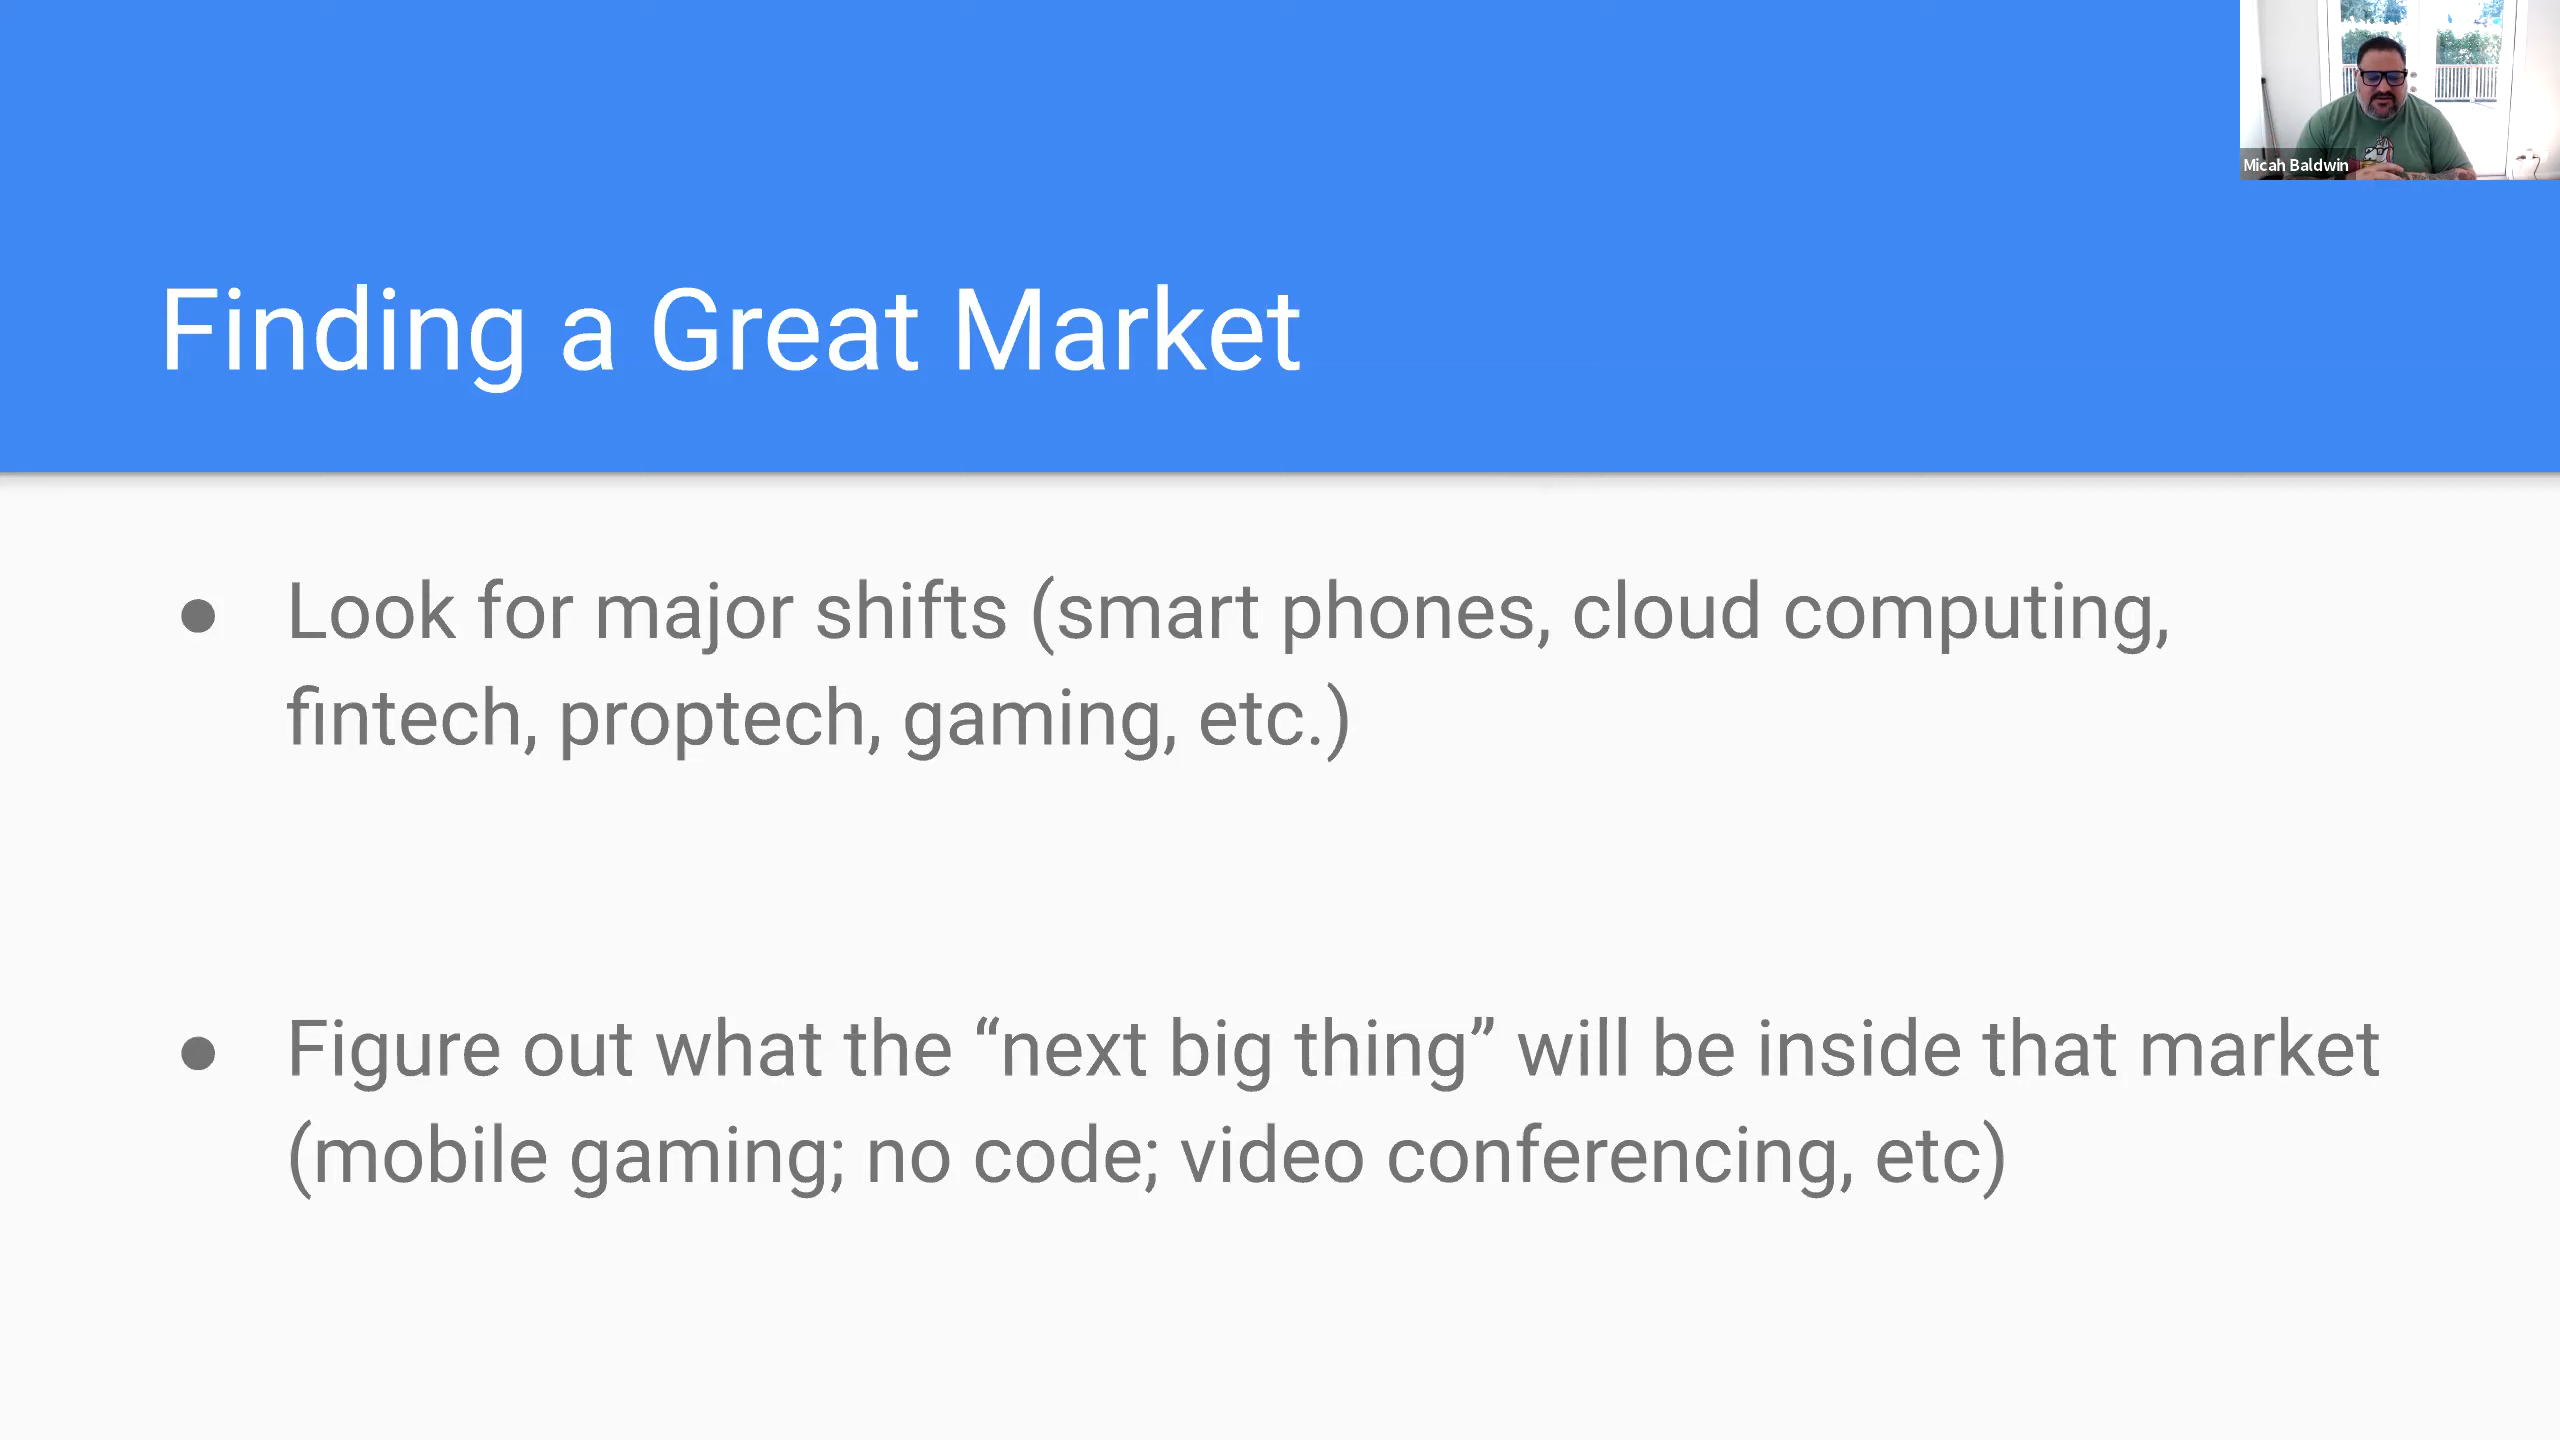 Micah Baldwin
Finding a Great Market
● Look for major shifts (smart phones, cloud computing,
fintech, proptech, gaming, etc.)
● Figure out what the “next big thing” will be inside that market
(mobile gaming; no code; video conferencing, etc)